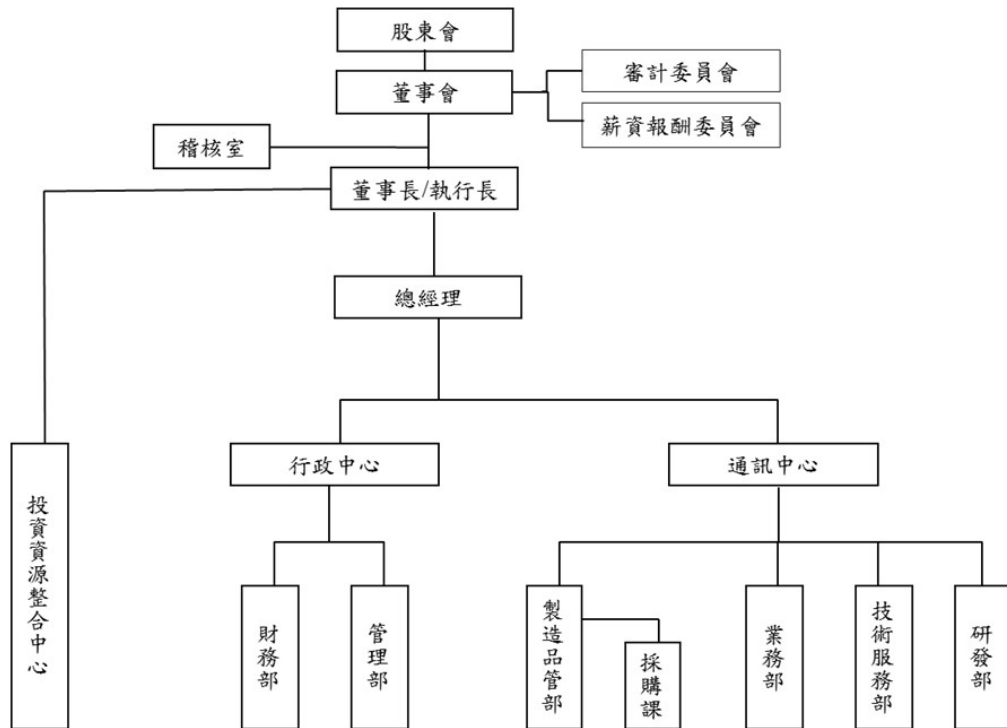 股東會
董事會
審計委員會
薪資報酬委員會
稽核室
董事長/執行長
總經理
行政中心
通訊中心
投資資源整合中心
財務部
管理部
製造品管部
採購課
業務部
技術服務部
研發部